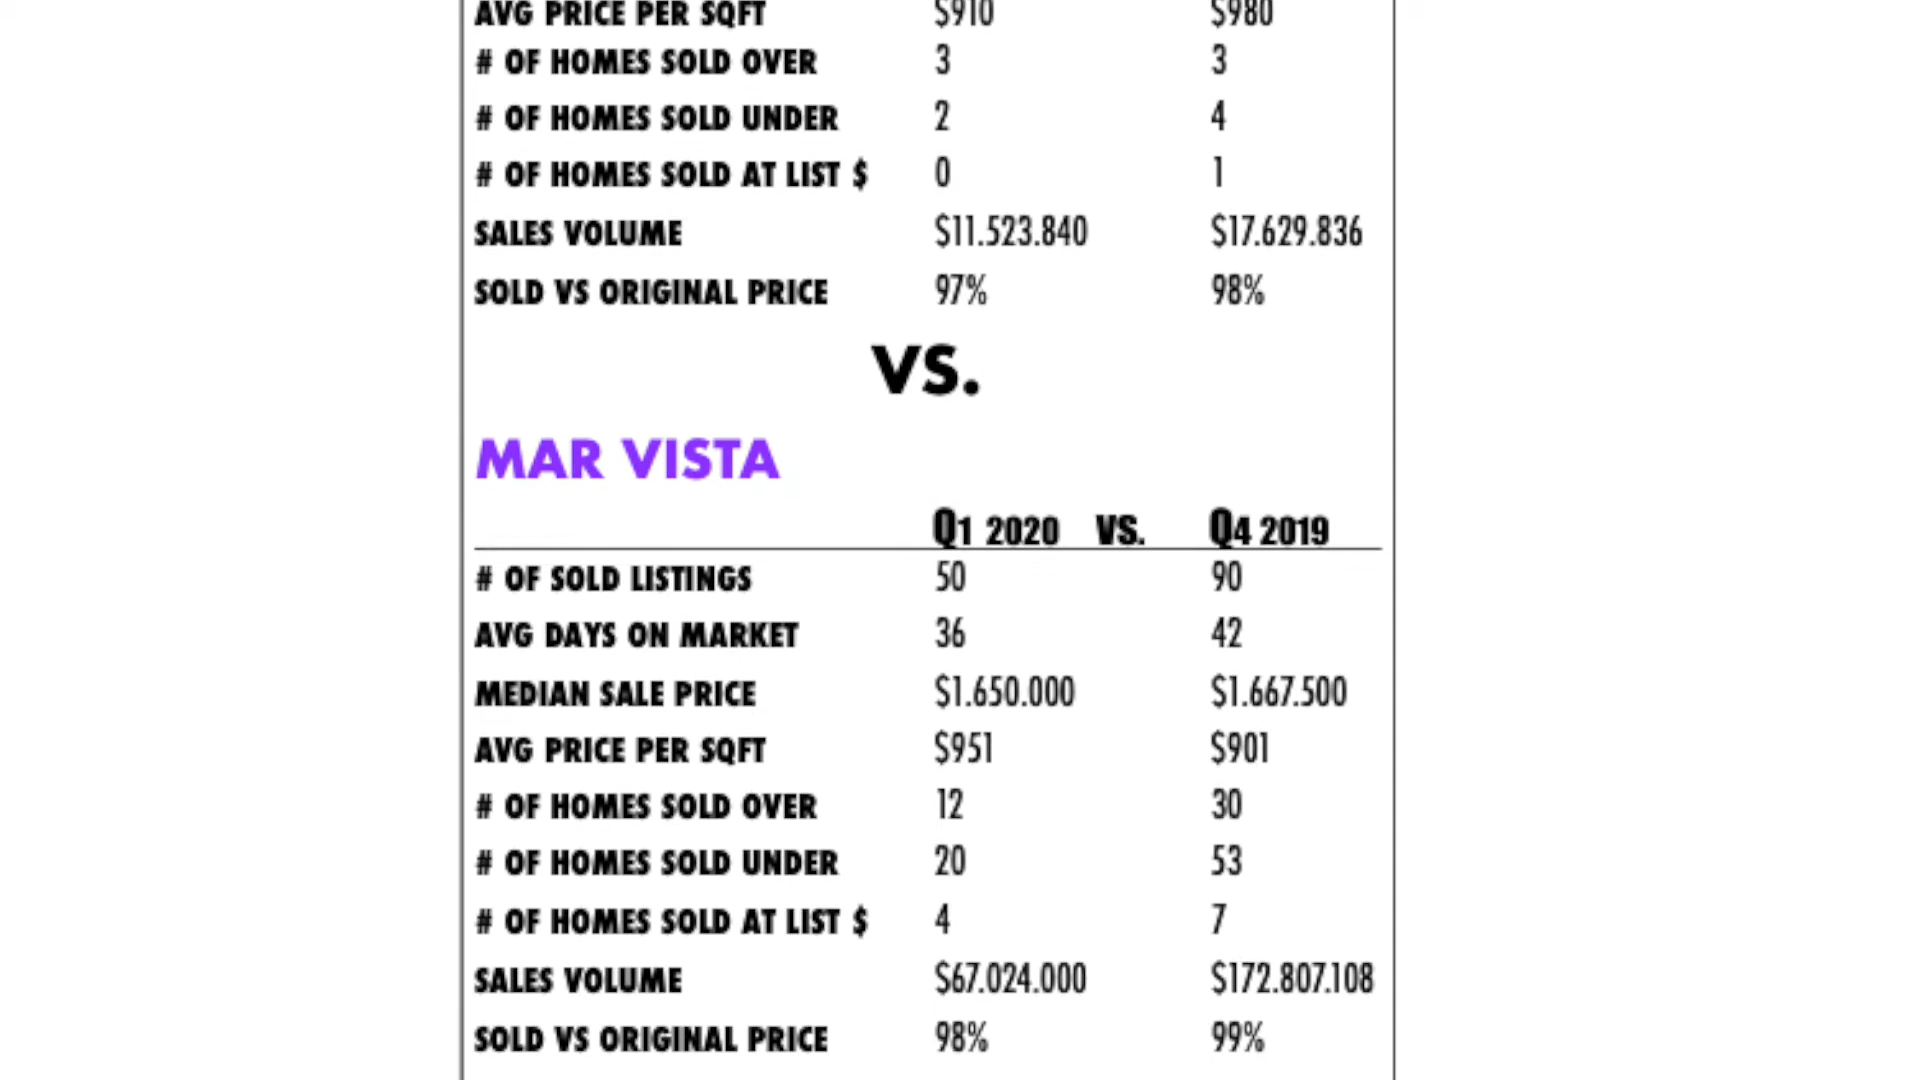 AVG PRICE PER SQFT $910 $980
# OF HOMES SOLD OVER 3 3
# OF HOMES SOLD UNDER 2 4
# OF HOMES SOLD AT LIST $ 0 1
SALES VOLUME $11.523.840 $17.629.836
SOLD VS ORIGINAL PRICE 97% 98%
VS.
MAR VISTA
Q1 2020 VS. Q4 2019
# OF SOLD LISTINGS 50 90
AVG DAYS ON MARKET 36 42
MEDIAN SALE PRICE $1.650.000 $1.667.500
AVG PRICE PER SQFT $951 $901
# OF HOMES SOLD OVER 12 30
# OF HOMES SOLD UNDER 20 53
# OF HOMES SOLD AT LIST $ 4 7
SALES VOLUME $67.024.000 $172.807.108
SOLD VS ORIGINAL PRICE 98% 99%